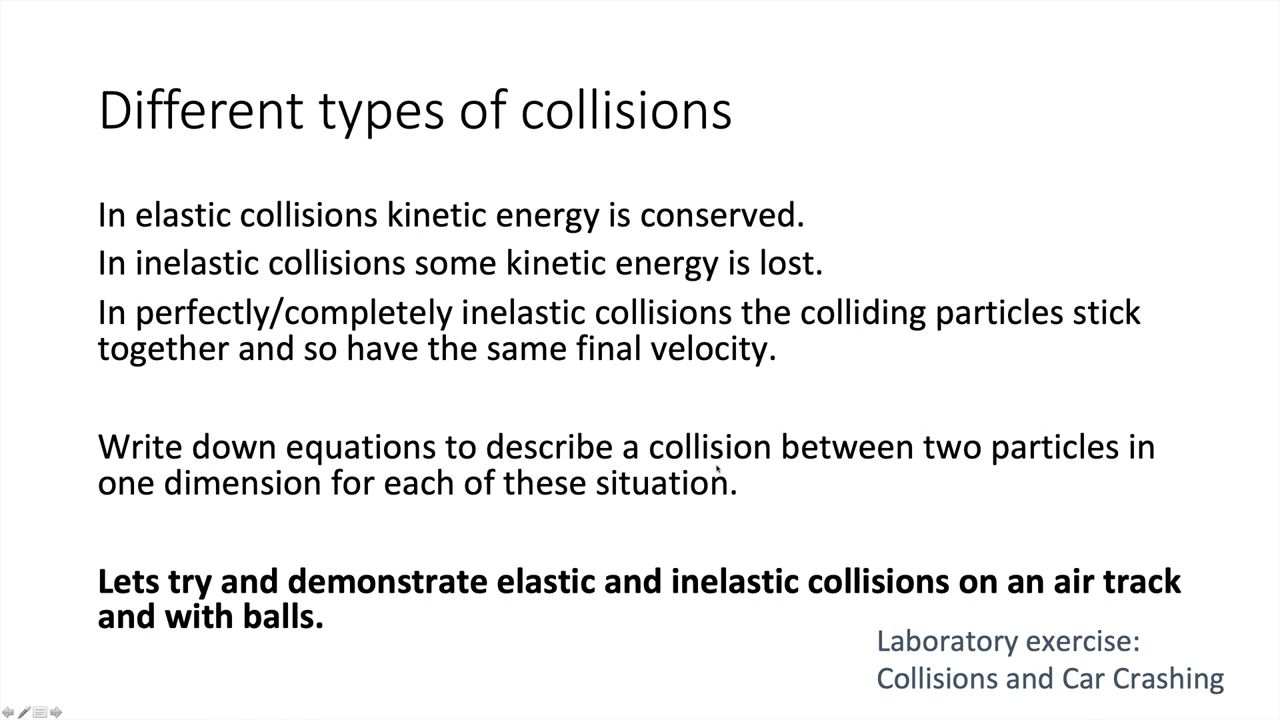 Different types of collisions
In elastic collisions kinetic energy is conserved.
In inelastic collisions some kinetic energy is lost.
In perfectly/completely inelastic collisions the colliding particles stick
together and so have the same final velocity.
Write down equations to describe a collision between two particles in
one dimension for each of these situation.
Lets try and demonstrate elastic and inelastic collisions on an air track
and with balls.
Laboratory exercise:
Collisions and Car Crashing